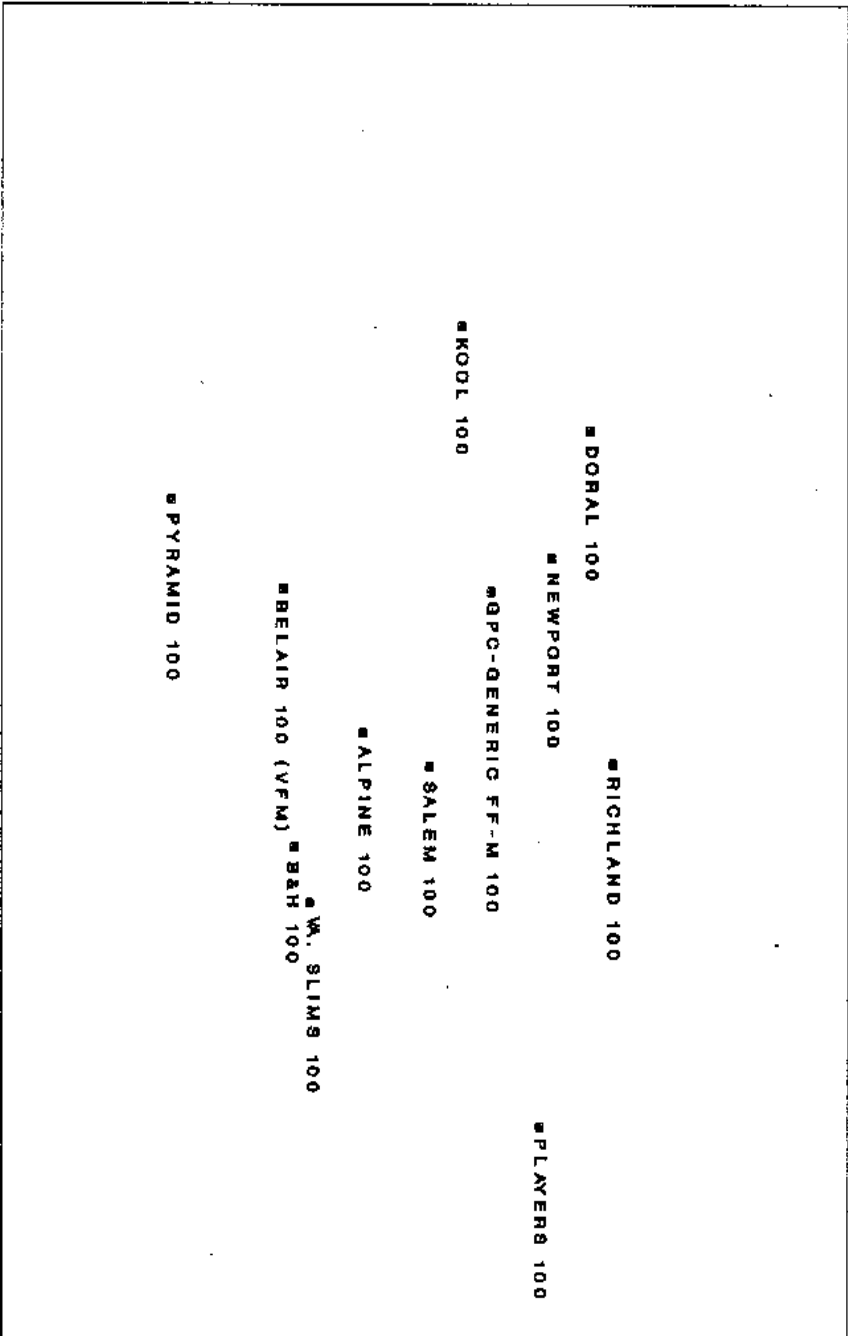 RICHLAND 100
DORAL 100
NEWPORT 100
PLAYERS 100
GPC-GENERIC FF-M 100
KOOL 100
SALEM 100
ALPINE 100
VA. SLIMS 100
B&H 100
BELAIR 100 (VFM)
PYRAMID 100